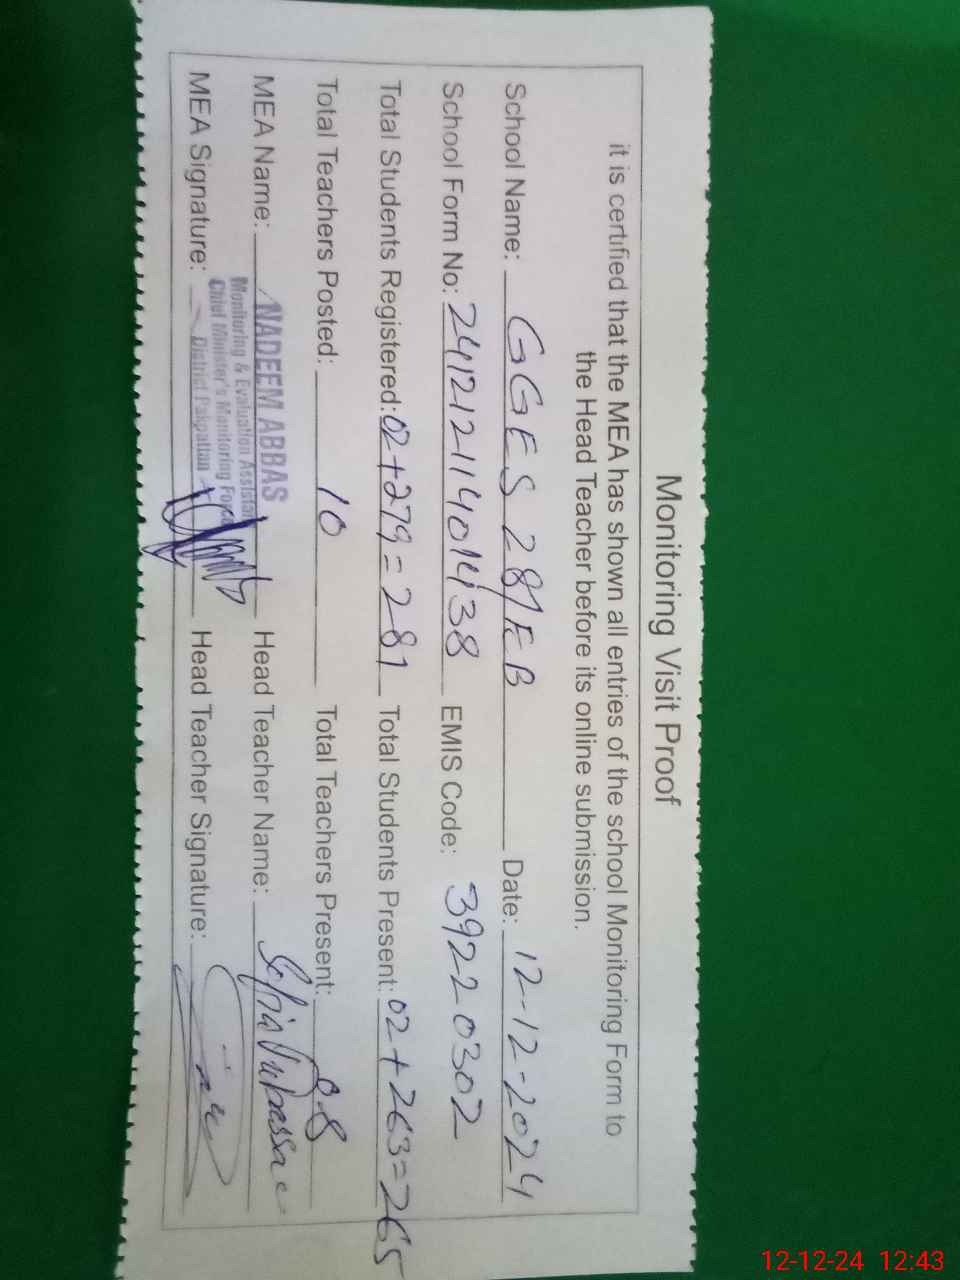 Monitoring Visit Proof
it is certified that the MEA has shown all entries of the school Monitoring Form to
the Head Teacher before its online submission.
School Name: GGES 28/EB Date: 12-12-2024
School Form No: 24121211401438 EMIS Code: 39220302
Total Students Registered: 02+279=281 Total Students Present: 02+263=265
Total Teachers Posted: 10 Total Teachers Present: 08
MEA Name: NADEEM ABBAS Head Teacher Name:
Monitoring & Evaluation Assistant
Chief Minister's Monitoring Force
MEA Signature: District Pakpattan Head Teacher Signature:
12-12-24 12:43